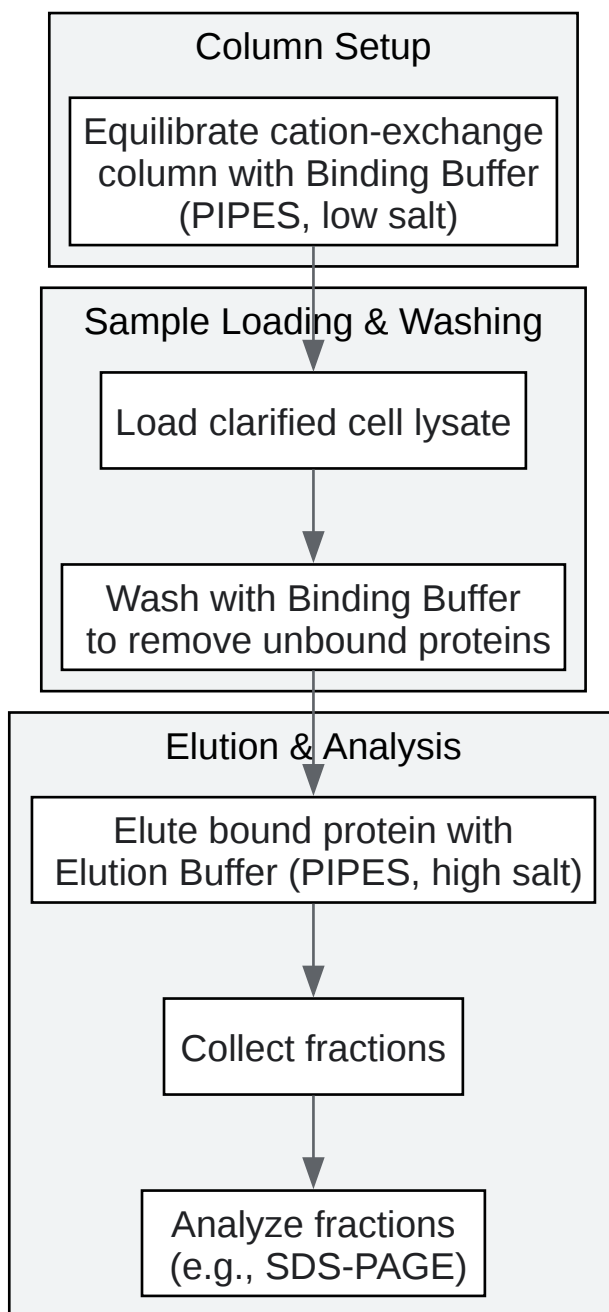 Column Setup
Equilibrate cation-exchange
column with Binding Buffer
(PIPES, low salt)
Sample Loading & Washing
Load clarified cell lysate
Wash with Binding Buffer
to remove unbound proteins
Elution & Analysis
Elute bound protein with
Elution Buffer (PIPES, high salt)
Collect fractions
Analyze fractions
(e.g., SDS-PAGE)